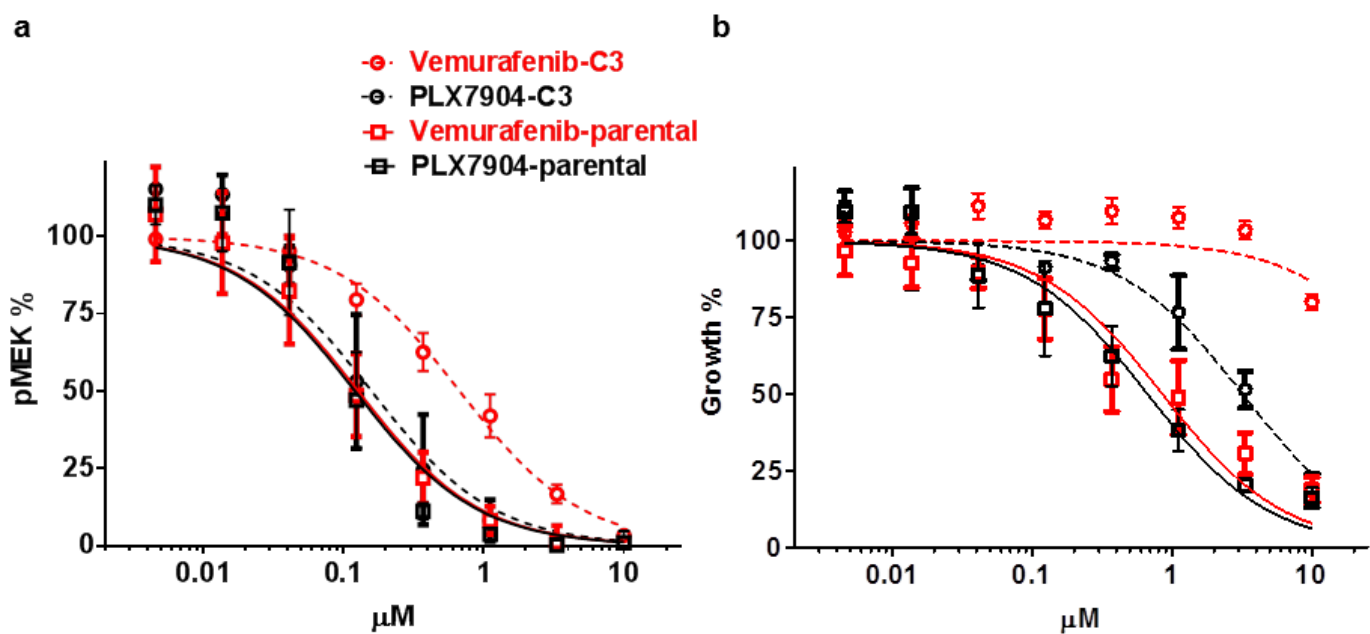 a
b
Vemurafenib-C3
PLX7904-C3
Vemurafenib-parental
PLX7904-parental
pMEK %
100
75
50
25
0
0.01
0.1
1
10
μM
Growth %
100
75
50
25
0
0.01
0.1
1
10
μM